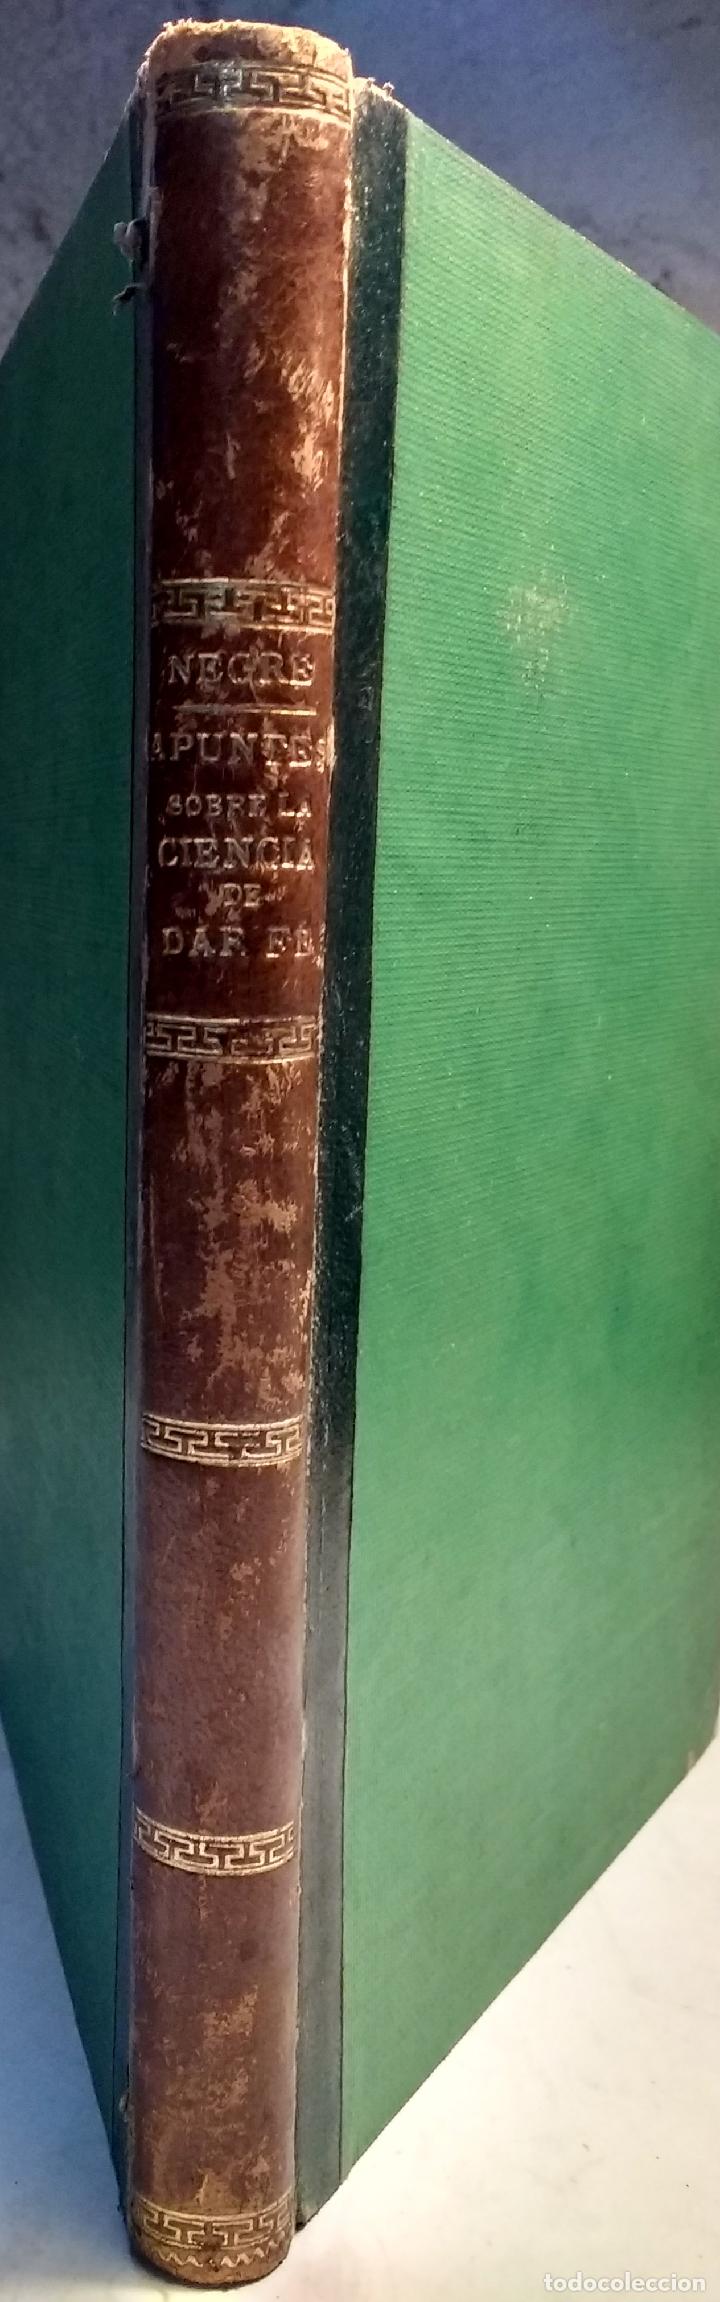 NEGRE
APUNTES
SOBRE LA
CIENCIA
DE
DAR FE
todocoleccion